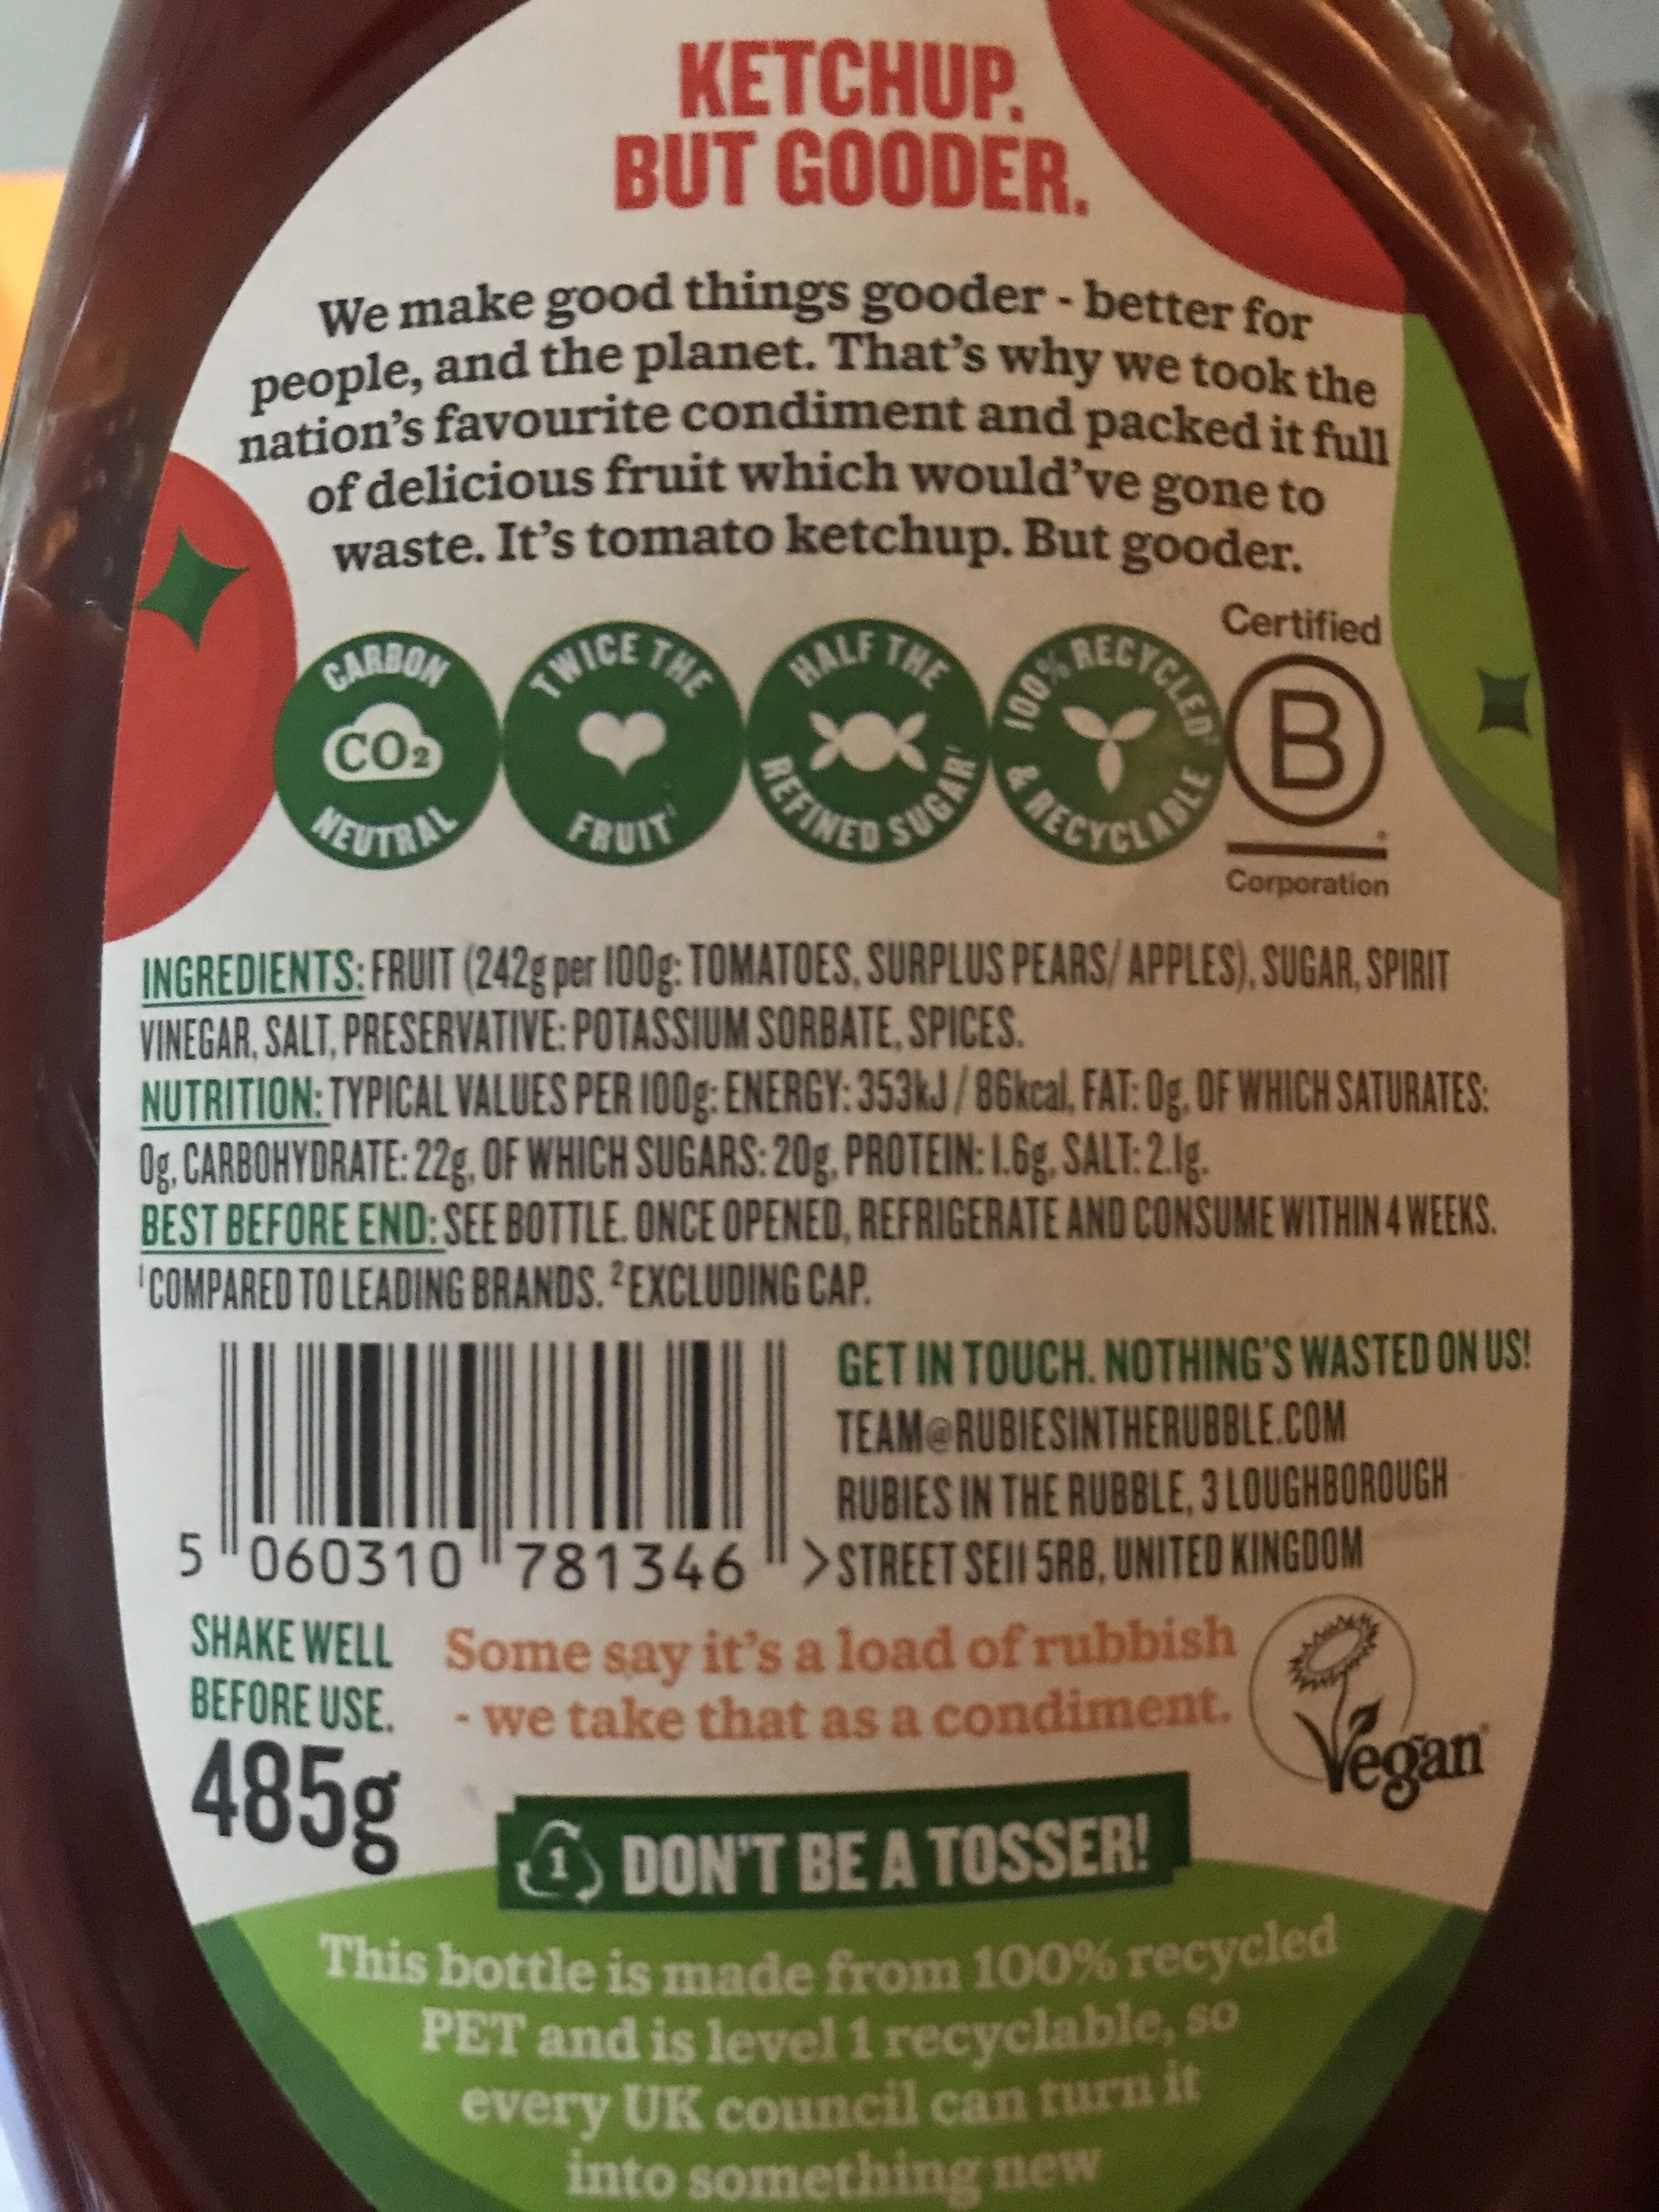 KETCHUP.
BUT GOODER.
We make good things gooder - better for
people, and the planet. That's why we took the
nation's favourite condiment and packed it full
of delicious fruit which would've gone to
waste. It's tomato ketchup. But gooder.
CARBON
CO2
NEUTRAL
TWICE THE
FRUIT¹
HALF THE
REFINED SUGAR¹
100% RECYCLED²
& RECYCLABLE
Certified
B
Corporation
INGREDIENTS: FRUIT (242g per 100g: TOMATOES, SURPLUS PEARS/APPLES), SUGAR, SPIRIT
VINEGAR, SALT, PRESERVATIVE: POTASSIUM SORBATE, SPICES.
NUTRITION: TYPICAL VALUES PER 100g: ENERGY: 353kJ / 86kcal, FAT: 0g, OF WHICH SATURATES:
0g, CARBOHYDRATE: 22g, OF WHICH SUGARS: 20g, PROTEIN: 1.6g, SALT: 2.1g.
BEST BEFORE END: SEE BOTTLE. ONCE OPENED, REFRIGERATE AND CONSUME WITHIN 4 WEEKS.
¹COMPARED TO LEADING BRANDS. ²EXCLUDING CAP.
GET IN TOUCH. NOTHING'S WASTED ON US!
TEAM@RUBIESINTHERUBBLE.COM
RUBIES IN THE RUBBLE, 3 LOUGHBOROUGH
STREET SE11 5RB, UNITED KINGDOM
5 060310 781346 >
SHAKE WELL
BEFORE USE.
485g
Some say it's a load of rubbish
- we take that as a condiment.
Vegan
1 DON'T BE A TOSSER!
This bottle is made from 100% recycled
PET and is level 1 recyclable, so
every UK council can turn it
into something new